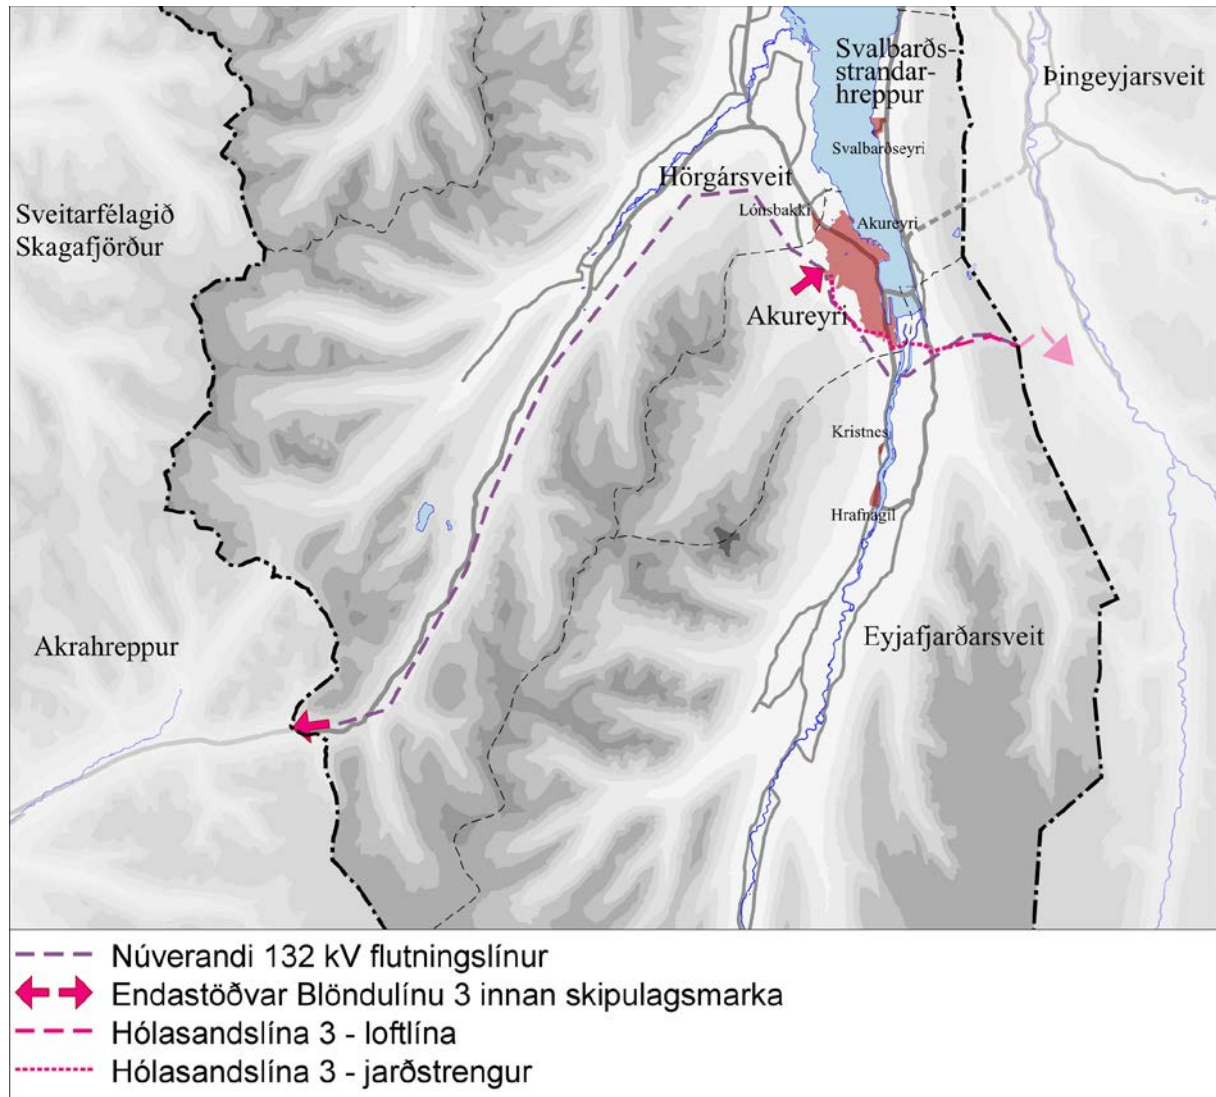 Svalbarðs-
strandar-
hreppur
Þingeyjarsveit
Svalbarðseyri
Hörgársveit
Sveitarfélagið
Skagafjörður
Lónsbakki
Akureyri
Akureyri
Kristnes
Hrafnagil
Eyjafjarðarsveit
Akrahreppur
Núverandi 132 kV flutningslínur
Endastöðvar Blöndulínu 3 innan skipulagsmarka
Hólasandslína 3 - loftlína
Hólasandslína 3 - jarðstrengur